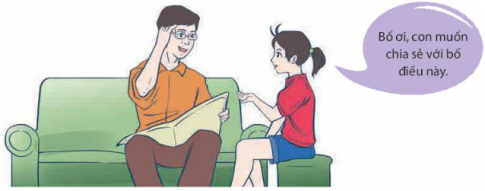 Bố ơi, con muốn
chia sẻ với bố
điều này.